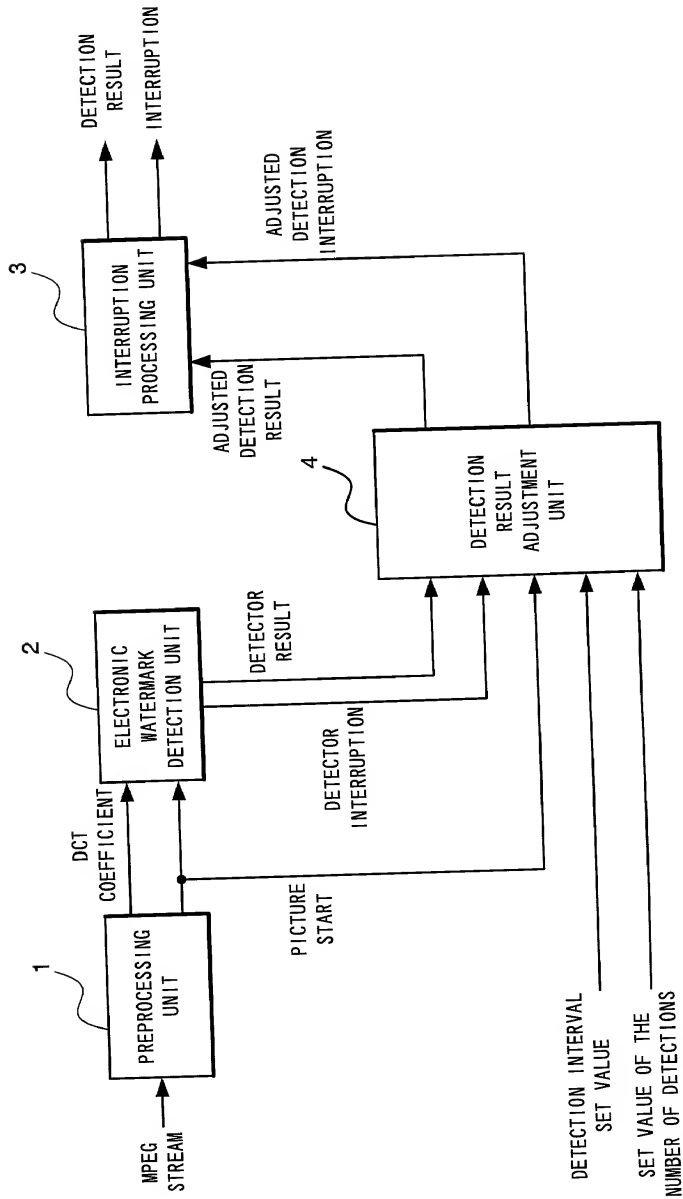 MPEG
STREAM
1
PREPROCESSING
UNIT
DCT
COEFFICIENT
PICTURE
START
2
ELECTRONIC
WATERMARK
DETECTION UNIT
DETECTOR
RESULT
DETECTOR
INTERRUPTION
DETECTION INTERVAL
SET VALUE
SET VALUE OF THE
NUMBER OF DETECTIONS
4
DETECTION
RESULT
ADJUSTMENT
UNIT
ADJUSTED
DETECTION
RESULT
ADJUSTED
DETECTION
INTERRUPTION
3
INTERRUPTION
PROCESSING UNIT
DETECTION
RESULT
INTERRUPTION